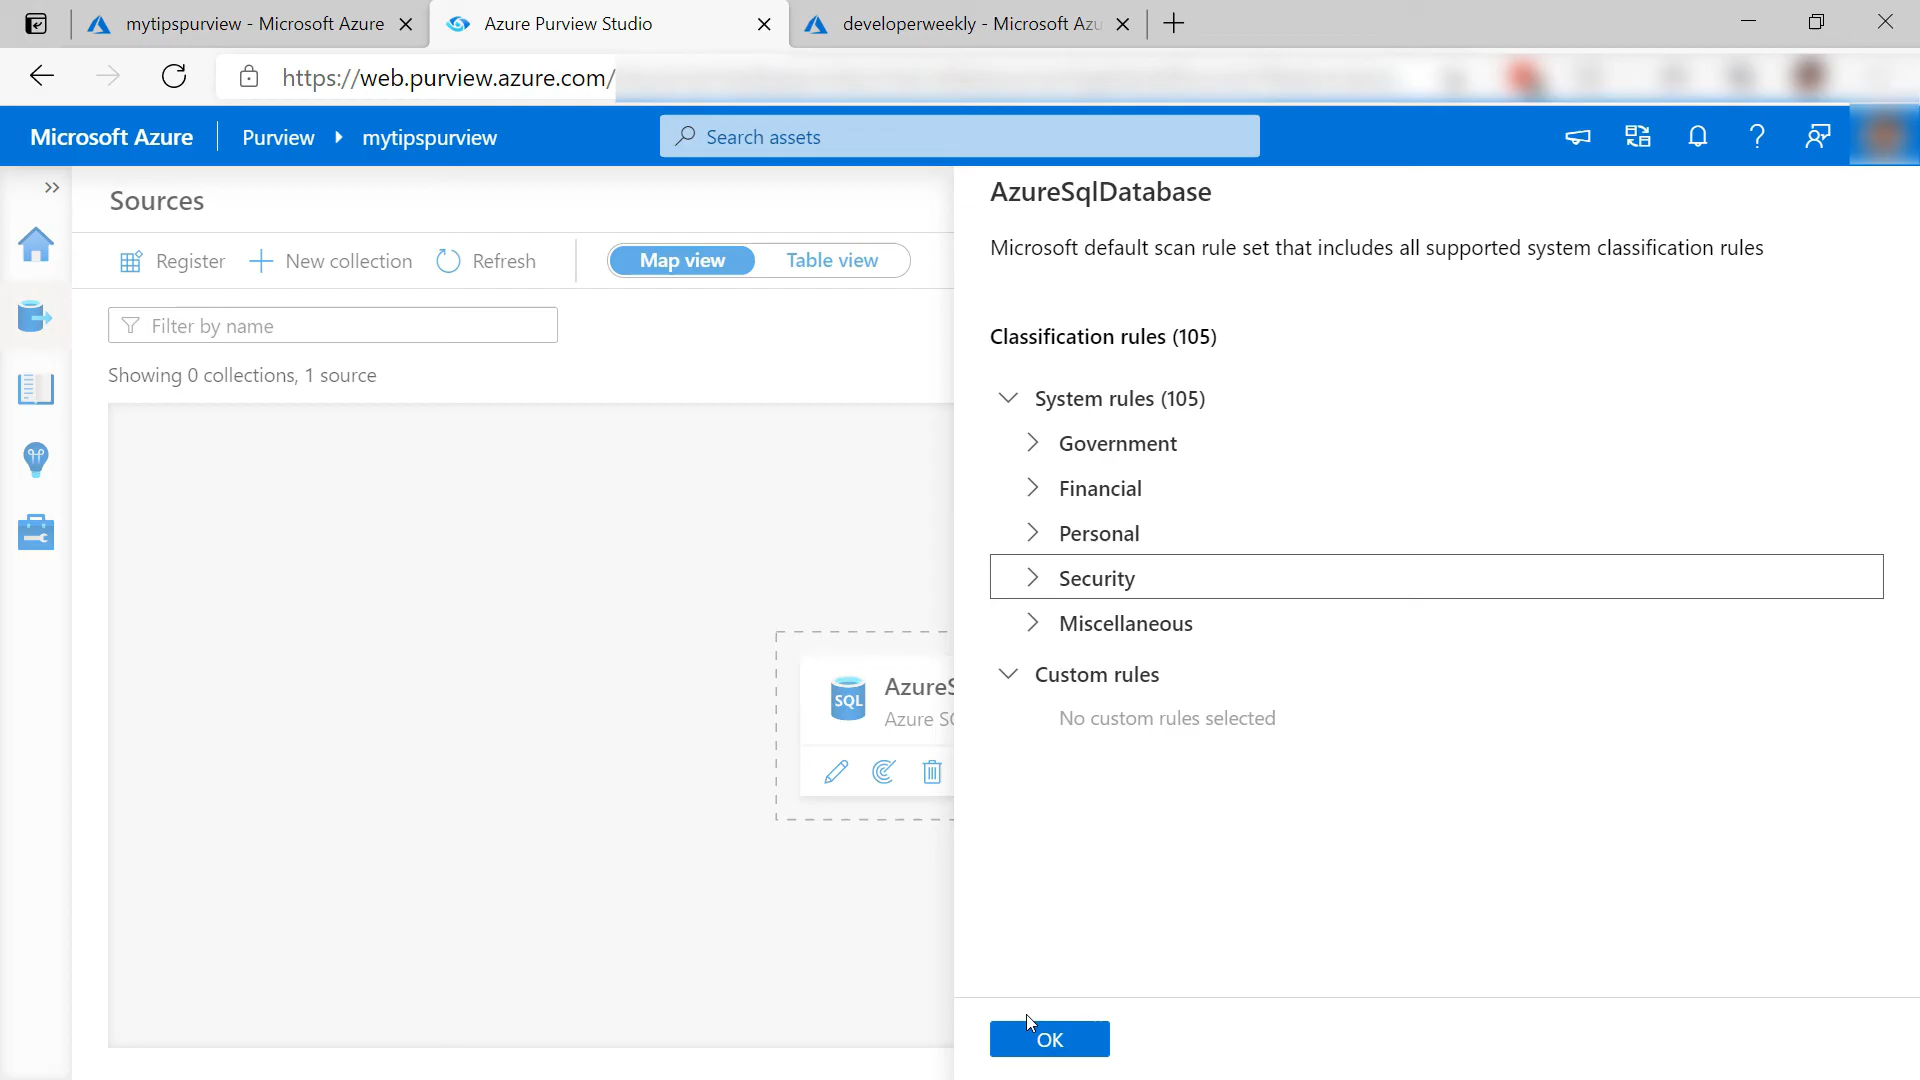 mytipspurview - Microsoft Azure
Azure Purview Studio
developerweekly - Microsoft Azu
https://web.purview.azure.com/
Microsoft Azure
Purview
mytipspurview
Search assets
Sources
Register
New collection
Refresh
Map view
Table view
Filter by name
Showing 0 collections, 1 source
SQL
AzureS
Azure SQ
AzureSqlDatabase
Microsoft default scan rule set that includes all supported system classification rules
Classification rules (105)
System rules (105)
Government
Financial
Personal
Security
Miscellaneous
Custom rules
No custom rules selected
OK